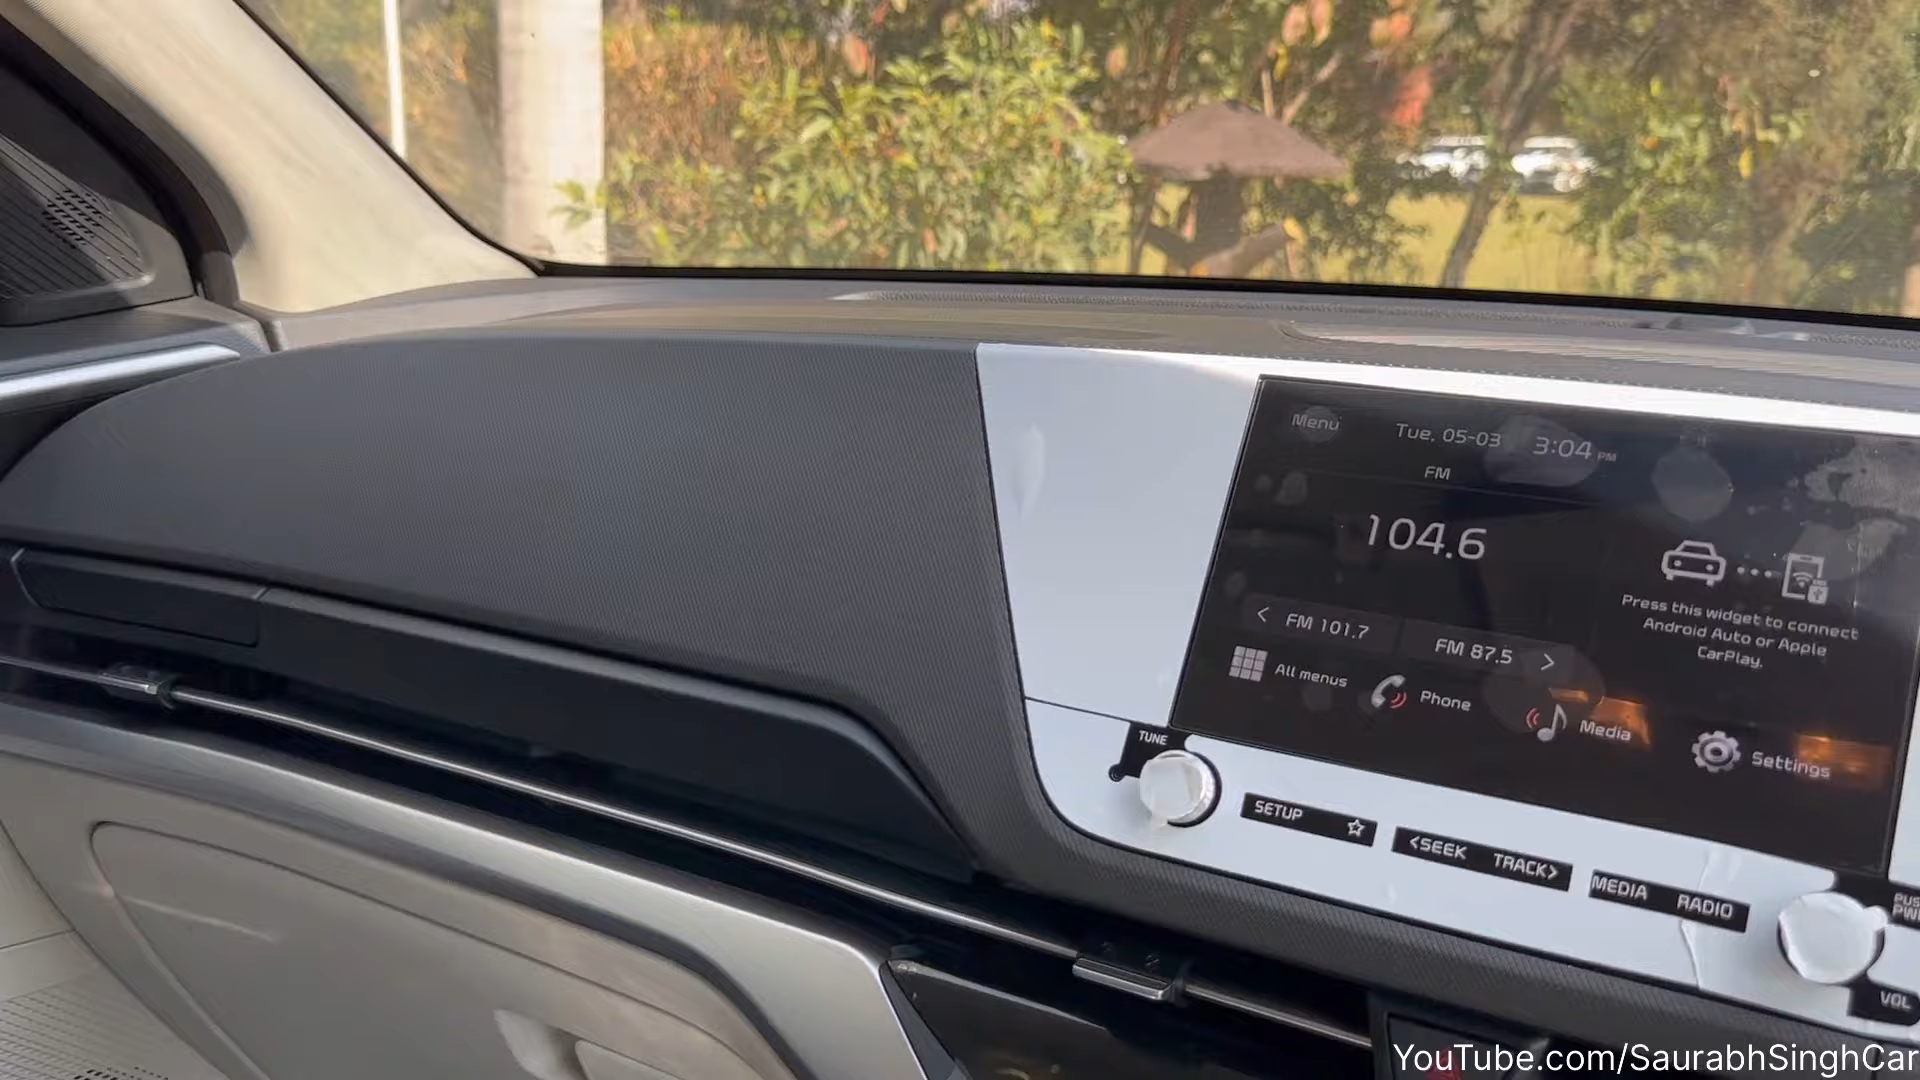 Menu
Tue, 05-03 3:04 PM
FM
104.6
< FM 101.7
FM 87.5 >
Press this widget to connect
Android Auto or Apple
CarPlay.
All menus
Phone
Media
Settings
TUNE
SETUP ☆
<SEEK TRACK>
MEDIA RADIO
VOL
YouTube.com/SaurabhSinghCar